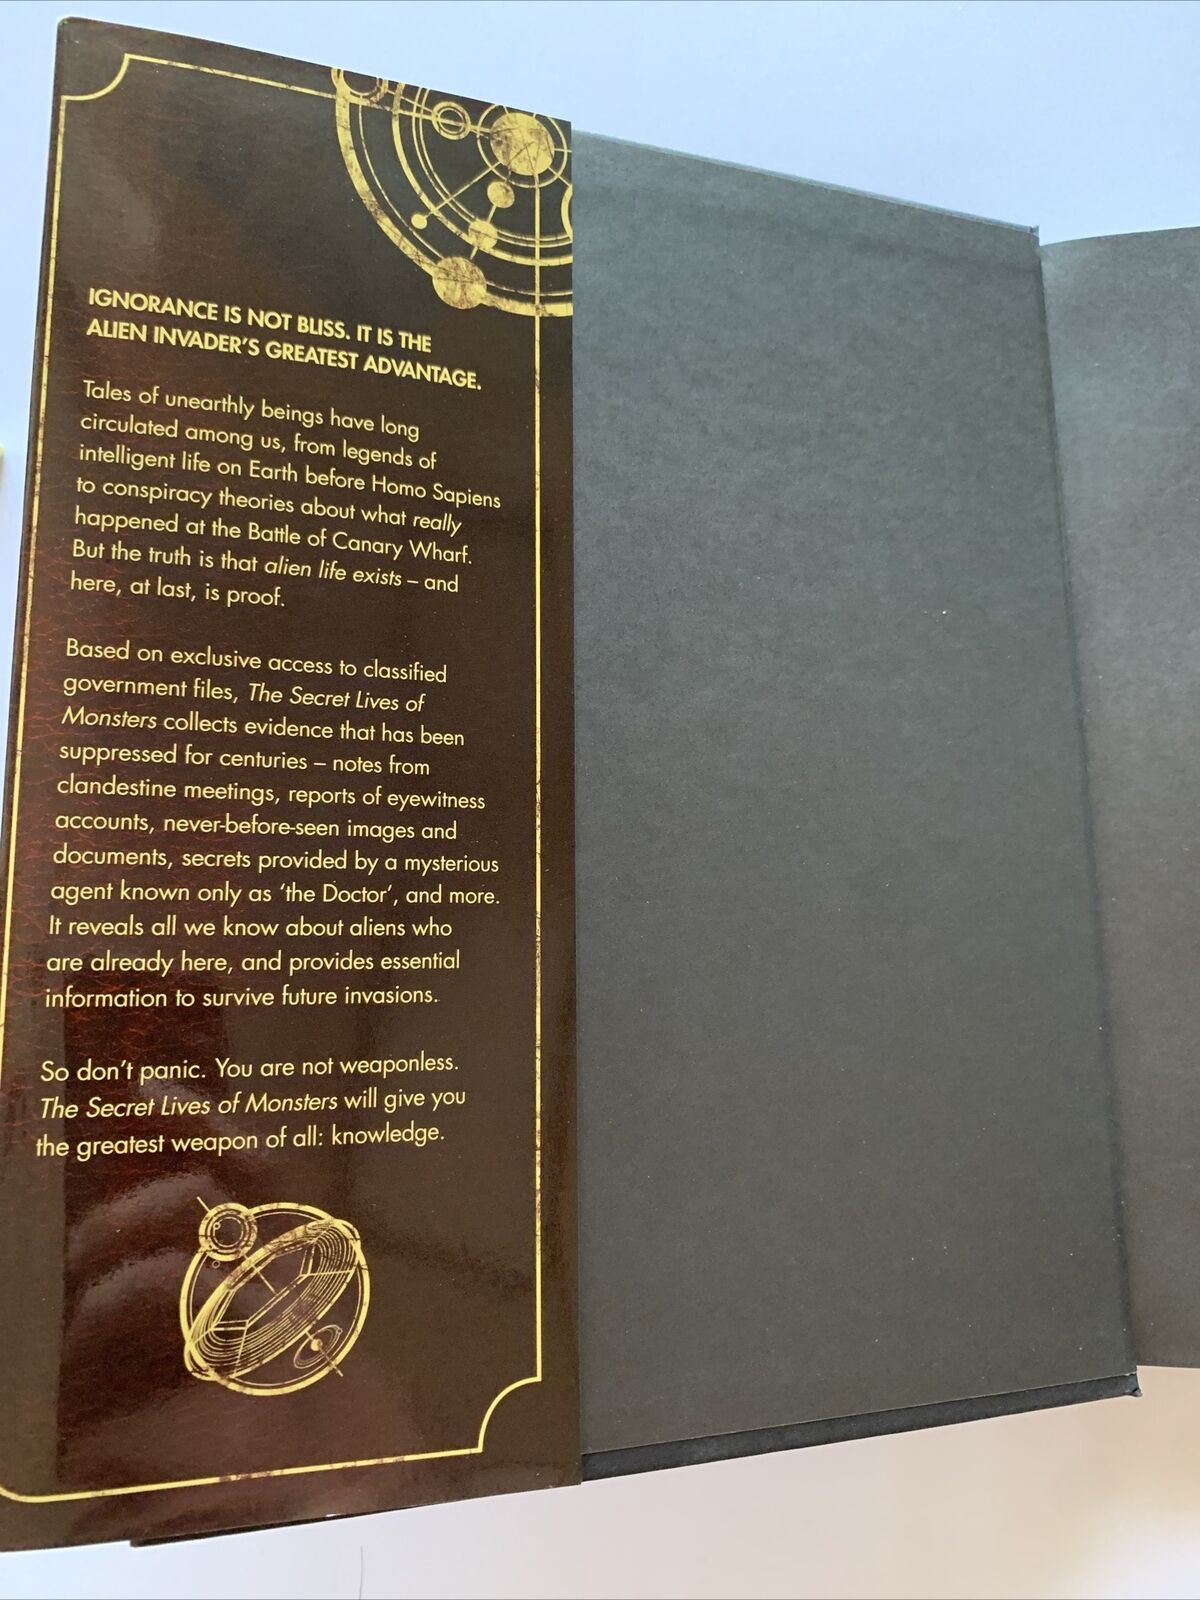 IGNORANCE IS NOT BLISS. IT IS THE
ALIEN INVADER'S GREATEST ADVANTAGE.
Tales of unearthly beings have long
circulated among us, from legends of
intelligent life on Earth before Homo Sapiens
to conspiracy theories about what really
happened at the Battle of Canary Wharf.
But the truth is that alien life exists – and
here, at last, is proof.
Based on exclusive access to classified
government files, The Secret Lives of
Monsters collects evidence that has been
suppressed for centuries – notes from
clandestine meetings, reports of eyewitness
accounts, never-before-seen images and
documents, secrets provided by a mysterious
agent known only as ‘the Doctor’, and more.
It reveals all we know about aliens who
are already here, and provides essential
information to survive future invasions.
So don't panic. You are not weaponless.
The Secret Lives of Monsters will give you
the greatest weapon of all: knowledge.